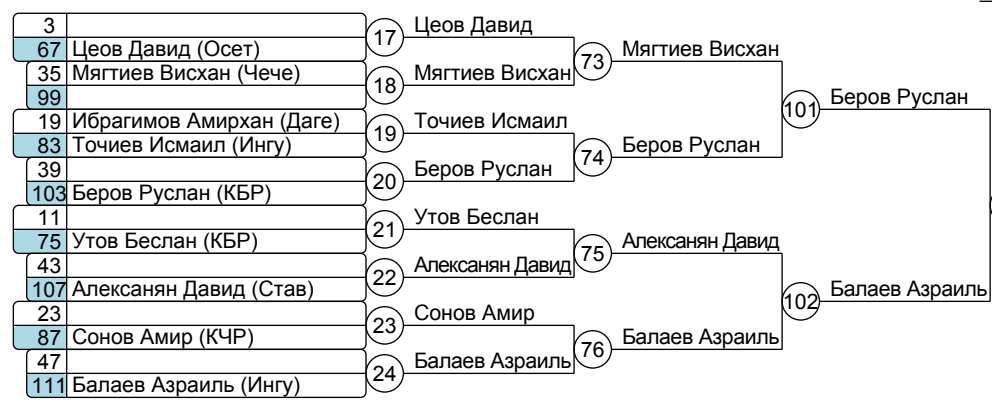 3
67 Цеов Давид (Осет)
35 Мягтиев Висхан (Чече)
99
19 Ибрагимов Амирхан (Даге)
83 Точиев Исмаил (Ингу)
39
103 Беров Руслан (КБР)
11
75 Утов Беслан (КБР)
43
107 Алексанян Давид (Став)
23
87 Сонов Амир (КЧР)
47
111 Балаев Азраиль (Ингу)
17 Цеов Давид
18 Мягтиев Висхан
19 Точиев Исмаил
20 Беров Руслан
21 Утов Беслан
22 Алексанян Давид
23 Сонов Амир
24 Балаев Азраиль
73 Мягтиев Висхан
74 Беров Руслан
75 Алексанян Давид
76 Балаев Азраиль
101 Беров Руслан
102 Балаев Азраиль